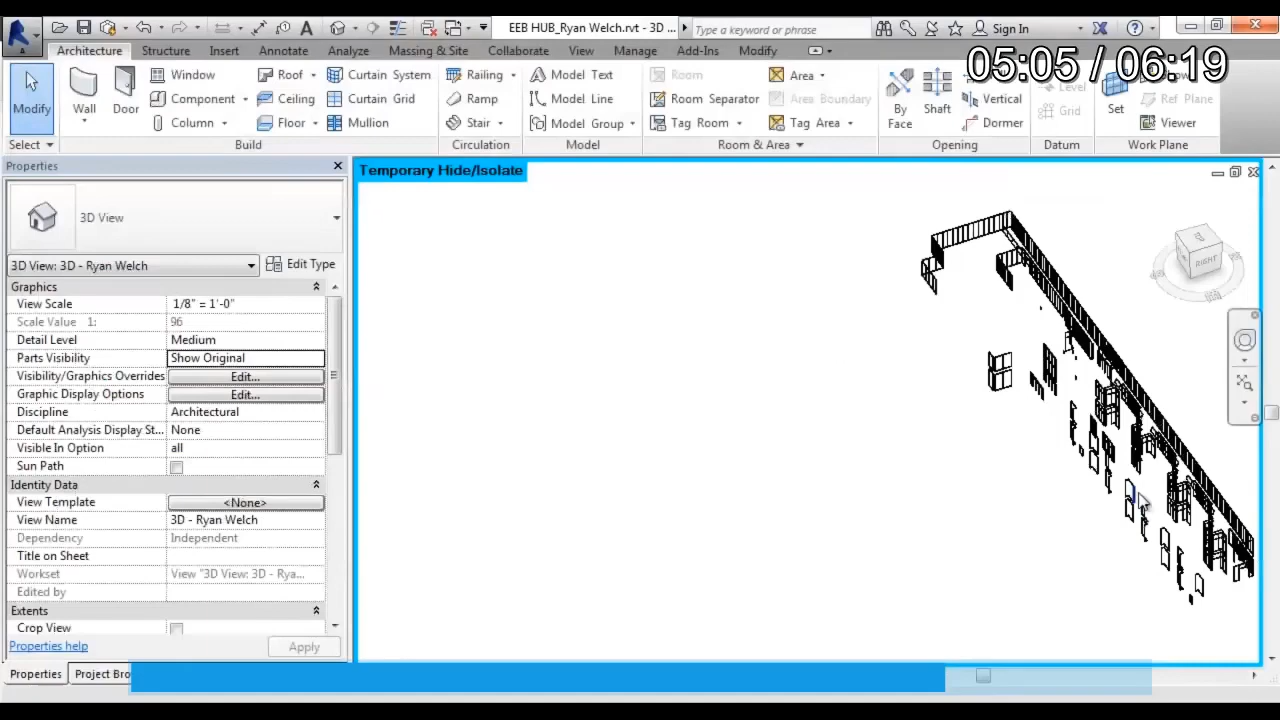 EEB HUB_Ryan Welch.rvt - 3D ...
Type a keyword or phrase
Sign In
Architecture Structure Insert Annotate Analyze Massing & Site Collaborate View Manage Add-Ins Modify
05:05 / 06:19
Window Roof Curtain System Railing Model Text Room Area Vertical Level
Component Ceiling Curtain Grid Ramp Model Line Room Separator Area Boundary Grid Ref Plane
Modify Wall Door By Face Shaft Set
Column Floor Mullion Stair Model Group Tag Room Tag Area Dormer Viewer
Select Build Circulation Model Room & Area Opening Datum Work Plane
Properties
Temporary Hide/Isolate
3D View
3D View: 3D - Ryan Welch Edit Type
RIGHT
Graphics
View Scale 1/8" = 1'-0"
Scale Value 1: 96
Detail Level Medium
Parts Visibility Show Original
Visibility/Graphics Overrides Edit...
Graphic Display Options Edit...
Discipline Architectural
Default Analysis Display St... None
Visible In Option all
Sun Path
Identity Data
View Template <None>
View Name 3D - Ryan Welch
Dependency Independent
Title on Sheet
Workset View "3D View: 3D - Rya...
Edited by
Extents
Crop View
Properties help Apply
Properties Project Bro